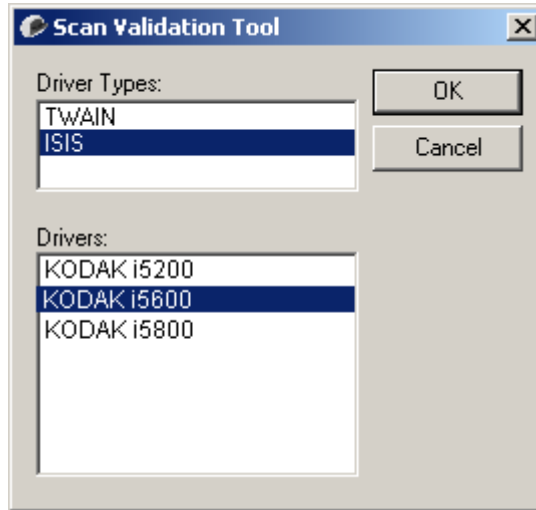 Scan Validation Tool
Driver Types:
OK
TWAIN
ISIS
Cancel
Drivers:
KODAK i5200
KODAK i5600
KODAK i5800